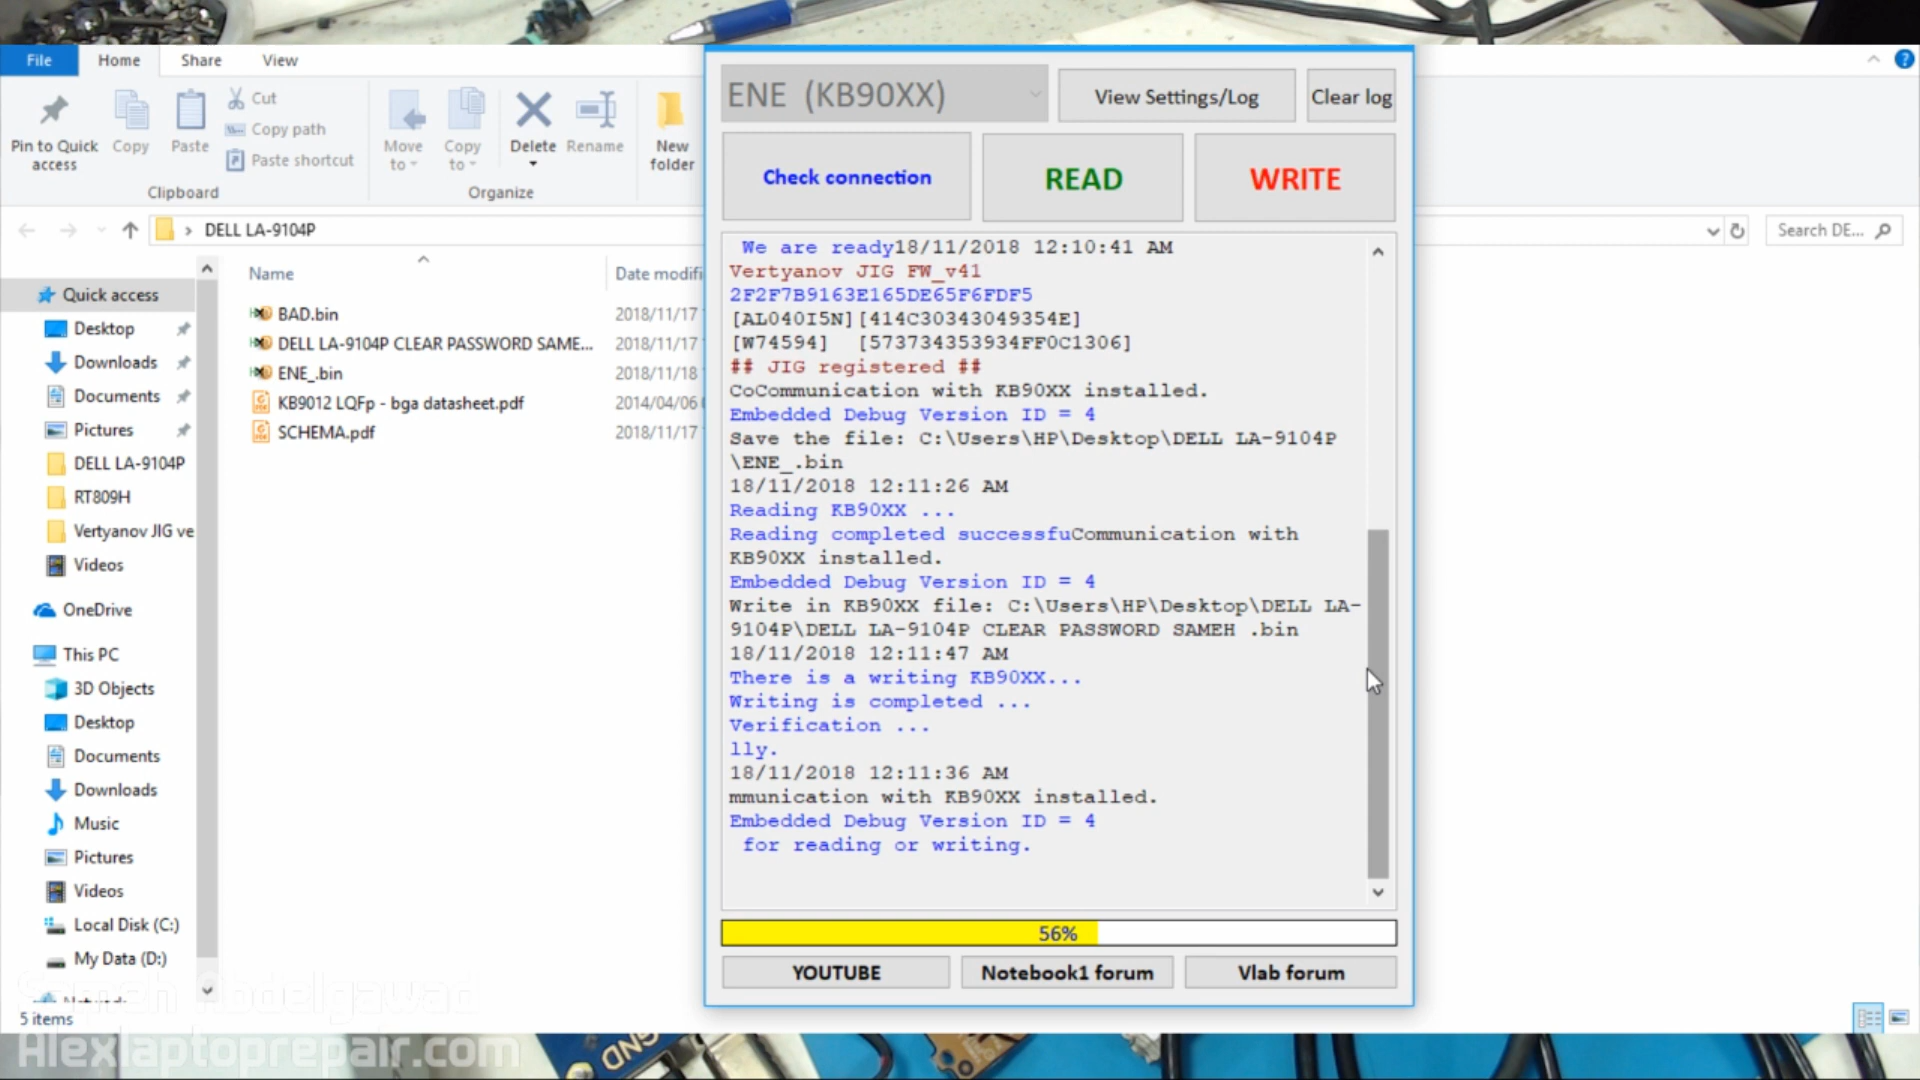 File
Home
Share
View
Pin to Quick access
Copy
Paste
Cut
Copy path
Paste shortcut
Clipboard
Move to
Copy to
Delete
Rename
Organize
New folder
DELL LA-9104P
Search DE...
Quick access
Desktop
Downloads
Documents
Pictures
DELL LA-9104P
RT809H
Vertyanov JIG ve
Videos
OneDrive
This PC
3D Objects
Desktop
Documents
Downloads
Music
Pictures
Videos
Local Disk (C:)
My Data (D:)
5 items
Name
Date modifi
BAD.bin
2018/11/17
DELL LA-9104P CLEAR PASSWORD SAME...
2018/11/17
ENE_.bin
2018/11/18
KB9012 LQFp - bga datasheet.pdf
2014/04/06
SCHEMA.pdf
2018/11/17
ENE (KB90XX)
View Settings/Log
Clear log
Check connection
READ
WRITE
We are ready18/11/2018 12:10:41 AM
Vertyanov JIG FW_v41
2F2F7B9163E165DE65F6FDF5
[AL040I5N][414C30343049354E]
[W74594] [573734353934FF0C1306]
## JIG registered ##
CoCommunication with KB90XX installed.
Embedded Debug Version ID = 4
Save the file: C:\Users\HP\Desktop\DELL LA-9104P
\ENE_.bin
18/11/2018 12:11:26 AM
Reading KB90XX ...
Reading completed successfuCommunication with
KB90XX installed.
Embedded Debug Version ID = 4
Write in KB90XX file: C:\Users\HP\Desktop\DELL LA-
9104P\DELL LA-9104P CLEAR PASSWORD SAMEH .bin
18/11/2018 12:11:47 AM
There is a writing KB90XX...
Writing is completed ...
Verification ...
lly.
18/11/2018 12:11:36 AM
mmunication with KB90XX installed.
Embedded Debug Version ID = 4
for reading or writing.
56%
YOUTUBE
Notebook1 forum
Vlab forum
Sameh Abdelgawad
Alexlaptoprepair.com
GND